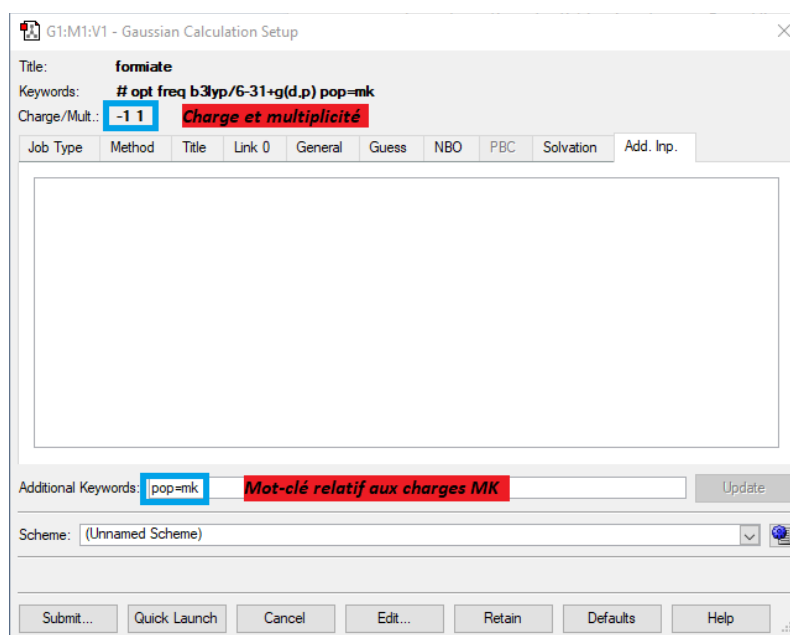 G1:M1:V1 - Gaussian Calculation Setup
Title: formiate
Keywords: # opt freq b3lyp/6-31+g(d,p) pop=mk
Charge/Mult.: -1 1 Charge et multiplicité
Job Type Method Title Link 0 General Guess NBO PBC Solvation Add. Inp.
Additional Keywords: pop=mk Mot-clé relatif aux charges MK Update
Scheme: (Unnamed Scheme)
Submit... Quick Launch Cancel Edit... Retain Defaults Help